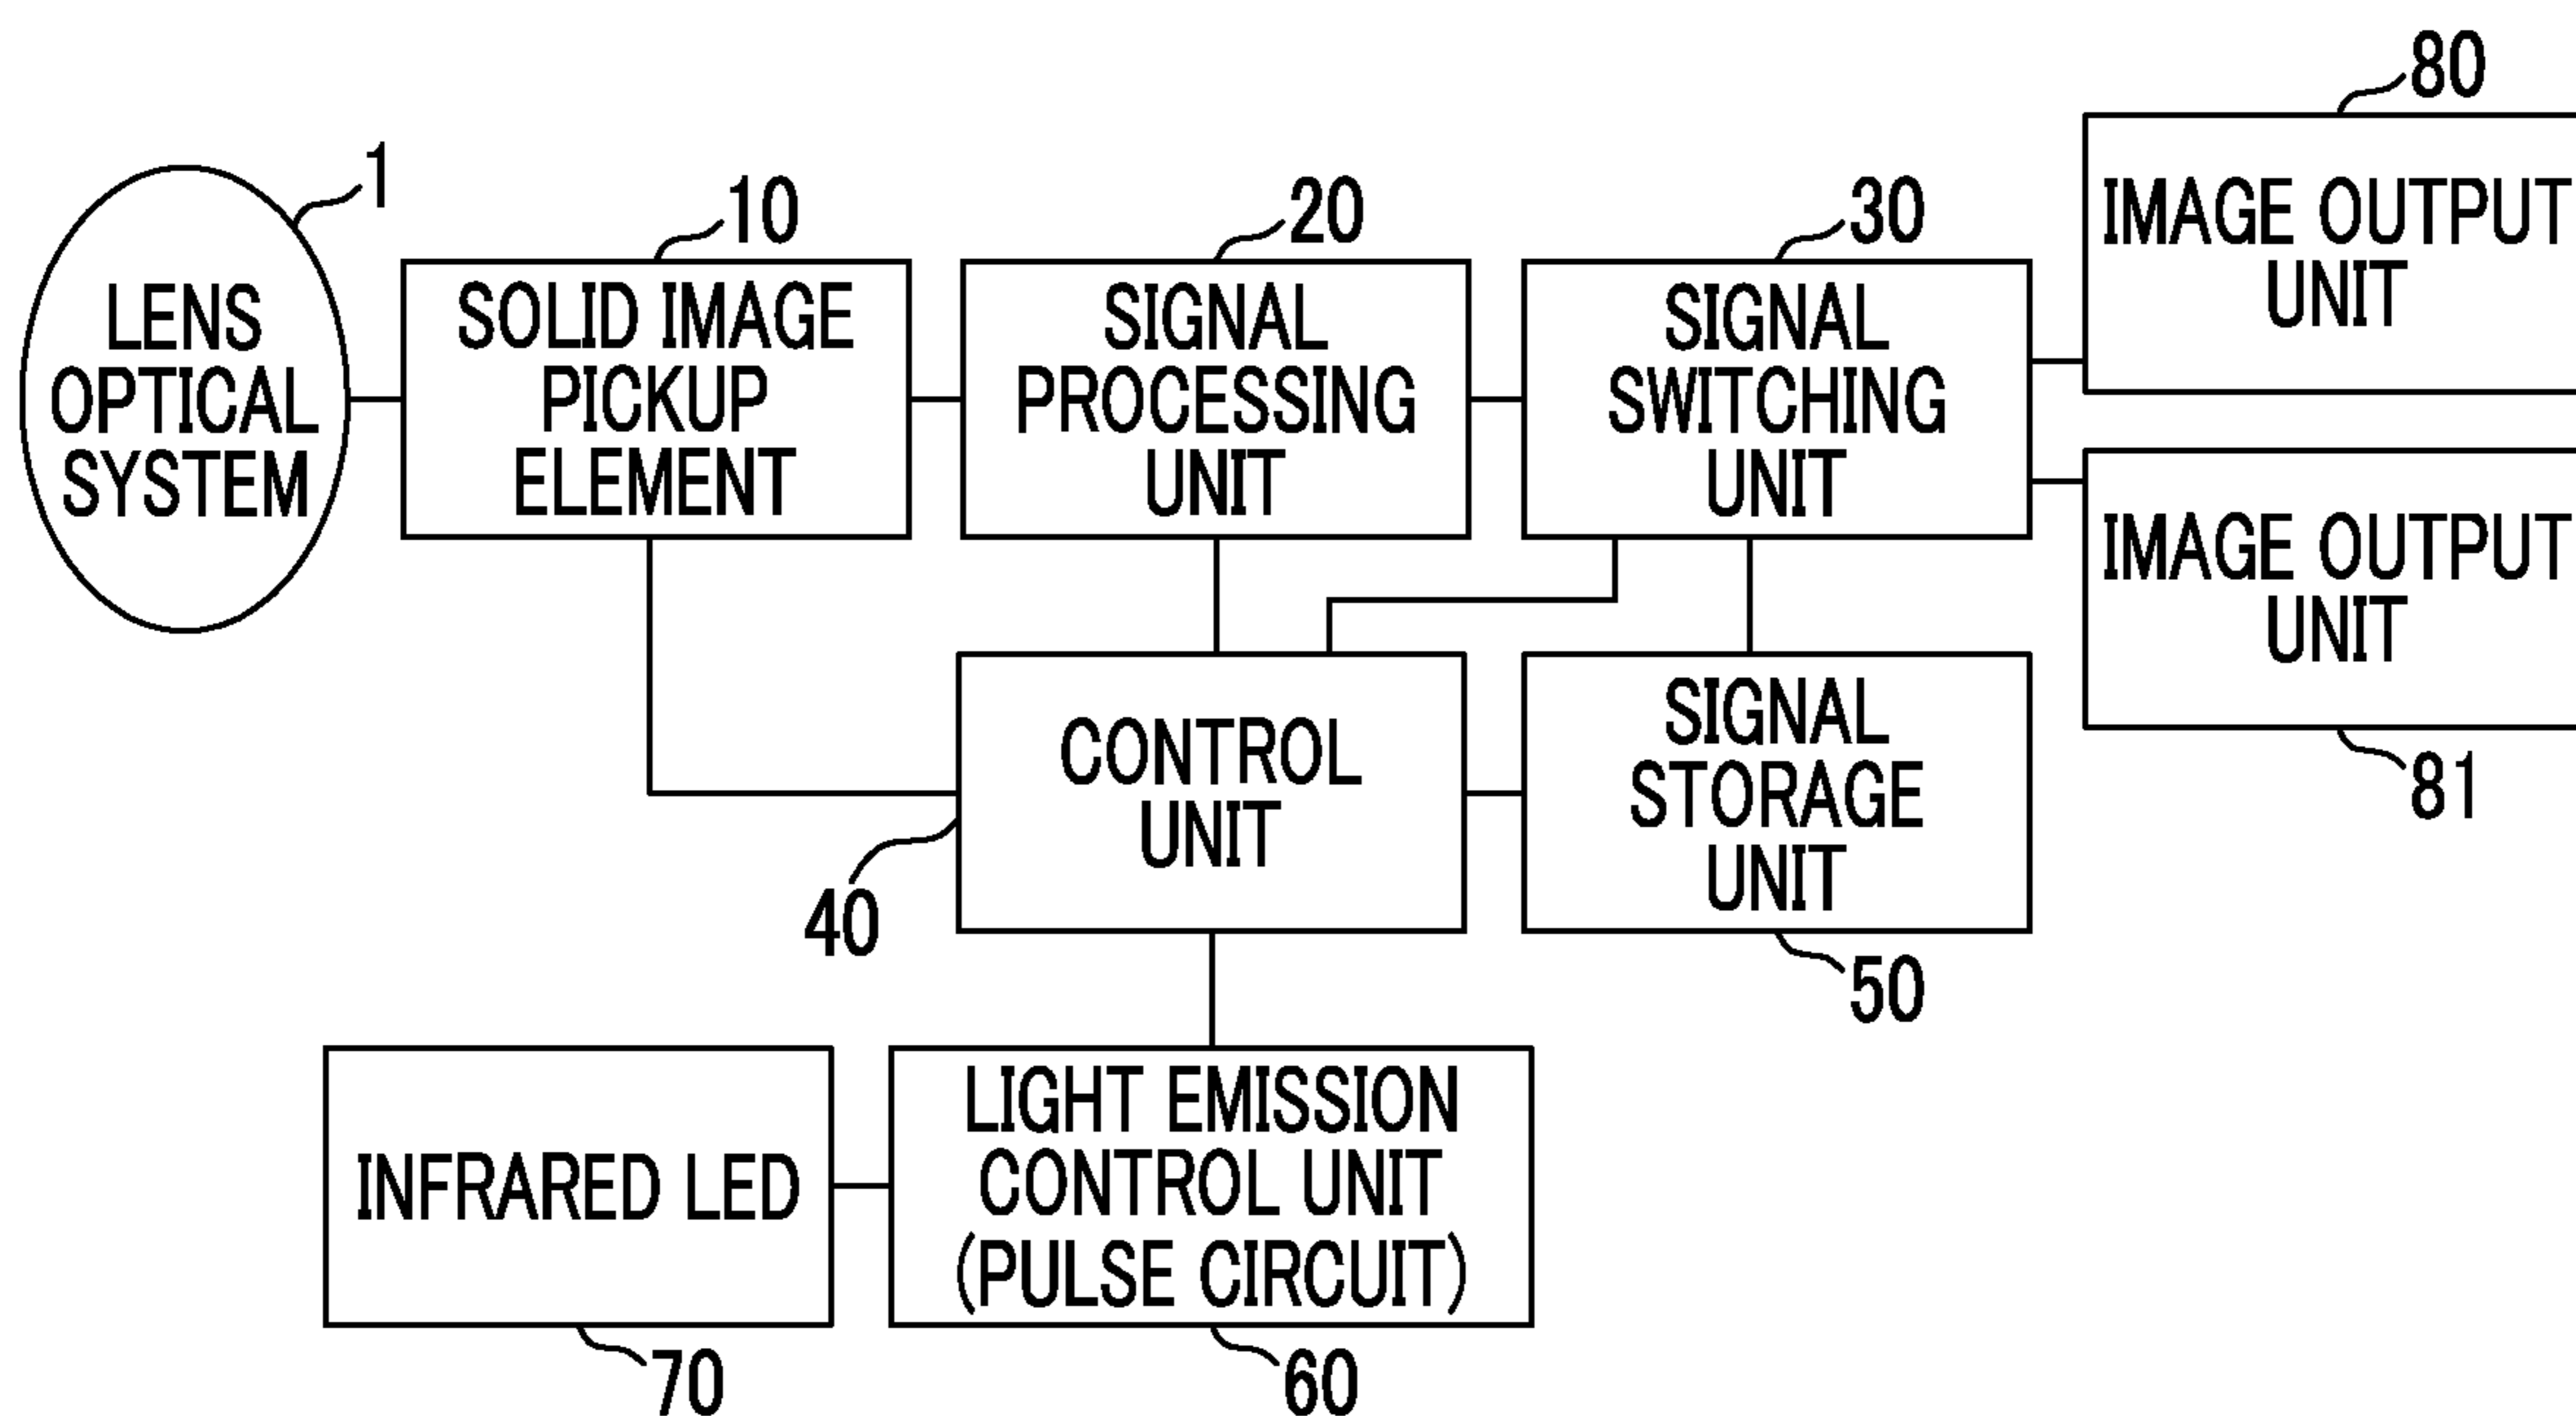 1
LENS
OPTICAL
SYSTEM
10
SOLID IMAGE
PICKUP
ELEMENT
20
SIGNAL
PROCESSING
UNIT
30
SIGNAL
SWITCHING
UNIT
80
IMAGE OUTPUT
UNIT
IMAGE OUTPUT
UNIT
81
CONTROL
UNIT
40
SIGNAL
STORAGE
UNIT
50
INFRARED LED
70
LIGHT EMISSION
CONTROL UNIT
(PULSE CIRCUIT)
60